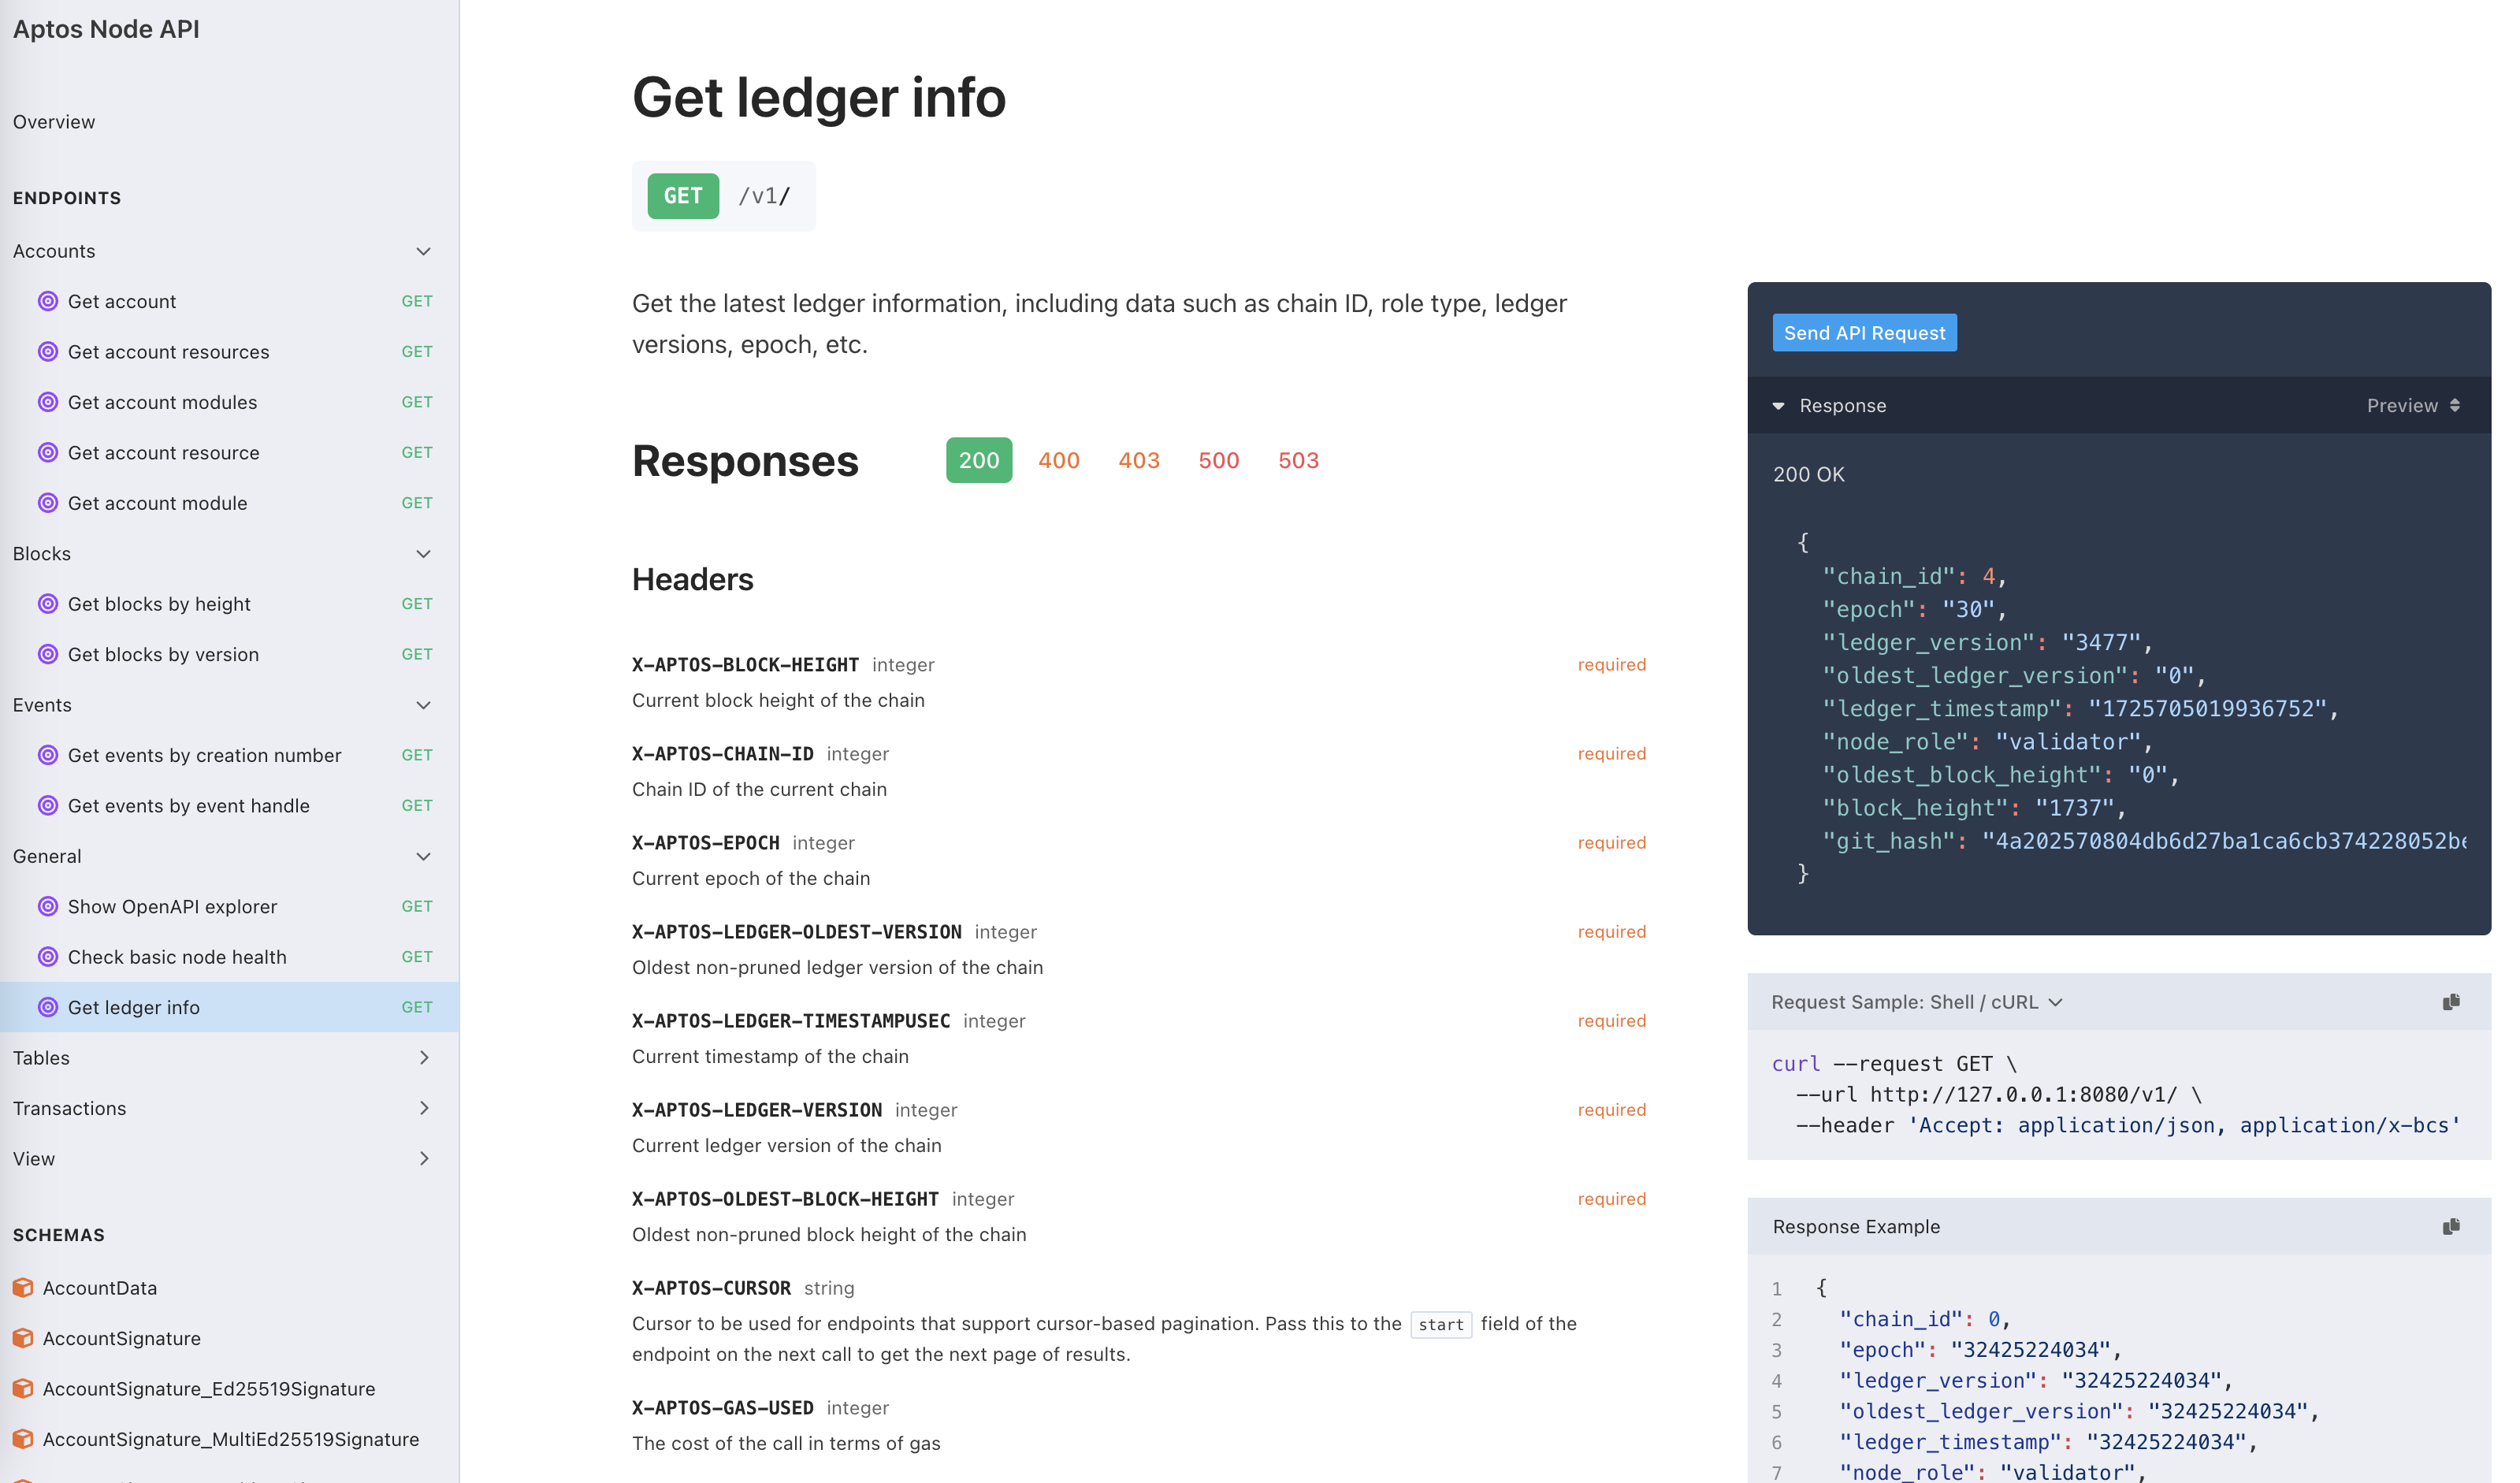 Aptos Node API
Overview
ENDPOINTS
Accounts
Get account GET
Get account resources GET
Get account modules GET
Get account resource GET
Get account module GET
Blocks
Get blocks by height GET
Get blocks by version GET
Events
Get events by creation number GET
Get events by event handle GET
General
Show OpenAPI explorer GET
Check basic node health GET
Get ledger info GET
Tables
Transactions
View
SCHEMAS
AccountData
AccountSignature
AccountSignature_Ed25519Signature
AccountSignature_MultiEd25519Signature
Get ledger info
GET /v1/
Get the latest ledger information, including data such as chain ID, role type, ledger
versions, epoch, etc.
Responses 200 400 403 500 503
Headers
X-APTOS-BLOCK-HEIGHT integer required
Current block height of the chain
X-APTOS-CHAIN-ID integer required
Chain ID of the current chain
X-APTOS-EPOCH integer required
Current epoch of the chain
X-APTOS-LEDGER-OLDEST-VERSION integer required
Oldest non-pruned ledger version of the chain
X-APTOS-LEDGER-TIMESTAMPUSEC integer required
Current timestamp of the chain
X-APTOS-LEDGER-VERSION integer required
Current ledger version of the chain
X-APTOS-OLDEST-BLOCK-HEIGHT integer required
Oldest non-pruned block height of the chain
X-APTOS-CURSOR string
Cursor to be used for endpoints that support cursor-based pagination. Pass this to the start field of the
endpoint on the next call to get the next page of results.
X-APTOS-GAS-USED integer
The cost of the call in terms of gas
Send API Request
Response Preview
200 OK
{
"chain_id": 4,
"epoch": "30",
"ledger_version": "3477",
"oldest_ledger_version": "0",
"ledger_timestamp": "1725705019936752",
"node_role": "validator",
"oldest_block_height": "0",
"block_height": "1737",
"git_hash": "4a202570804db6d27ba1ca6cb374228052b
}
Request Sample: Shell / cURL
curl --request GET \
--url http://127.0.0.1:8080/v1/ \
--header 'Accept: application/json, application/x-bcs'
Response Example
1 {
2 "chain_id": 0,
3 "epoch": "32425224034",
4 "ledger_version": "32425224034",
5 "oldest_ledger_version": "32425224034",
6 "ledger_timestamp": "32425224034",
7 "node_role": "validator",